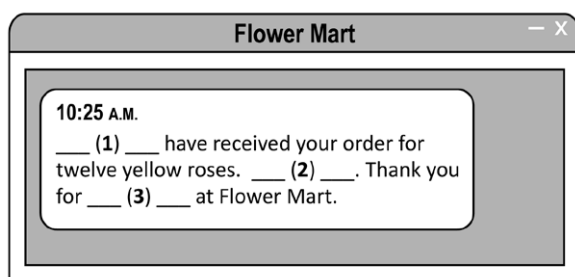 Flower Mart
– X
10:25 A.M.
___ (1) ___ have received your order for
twelve yellow roses. ___ (2) ___. Thank you
for ___ (3) ___ at Flower Mart.